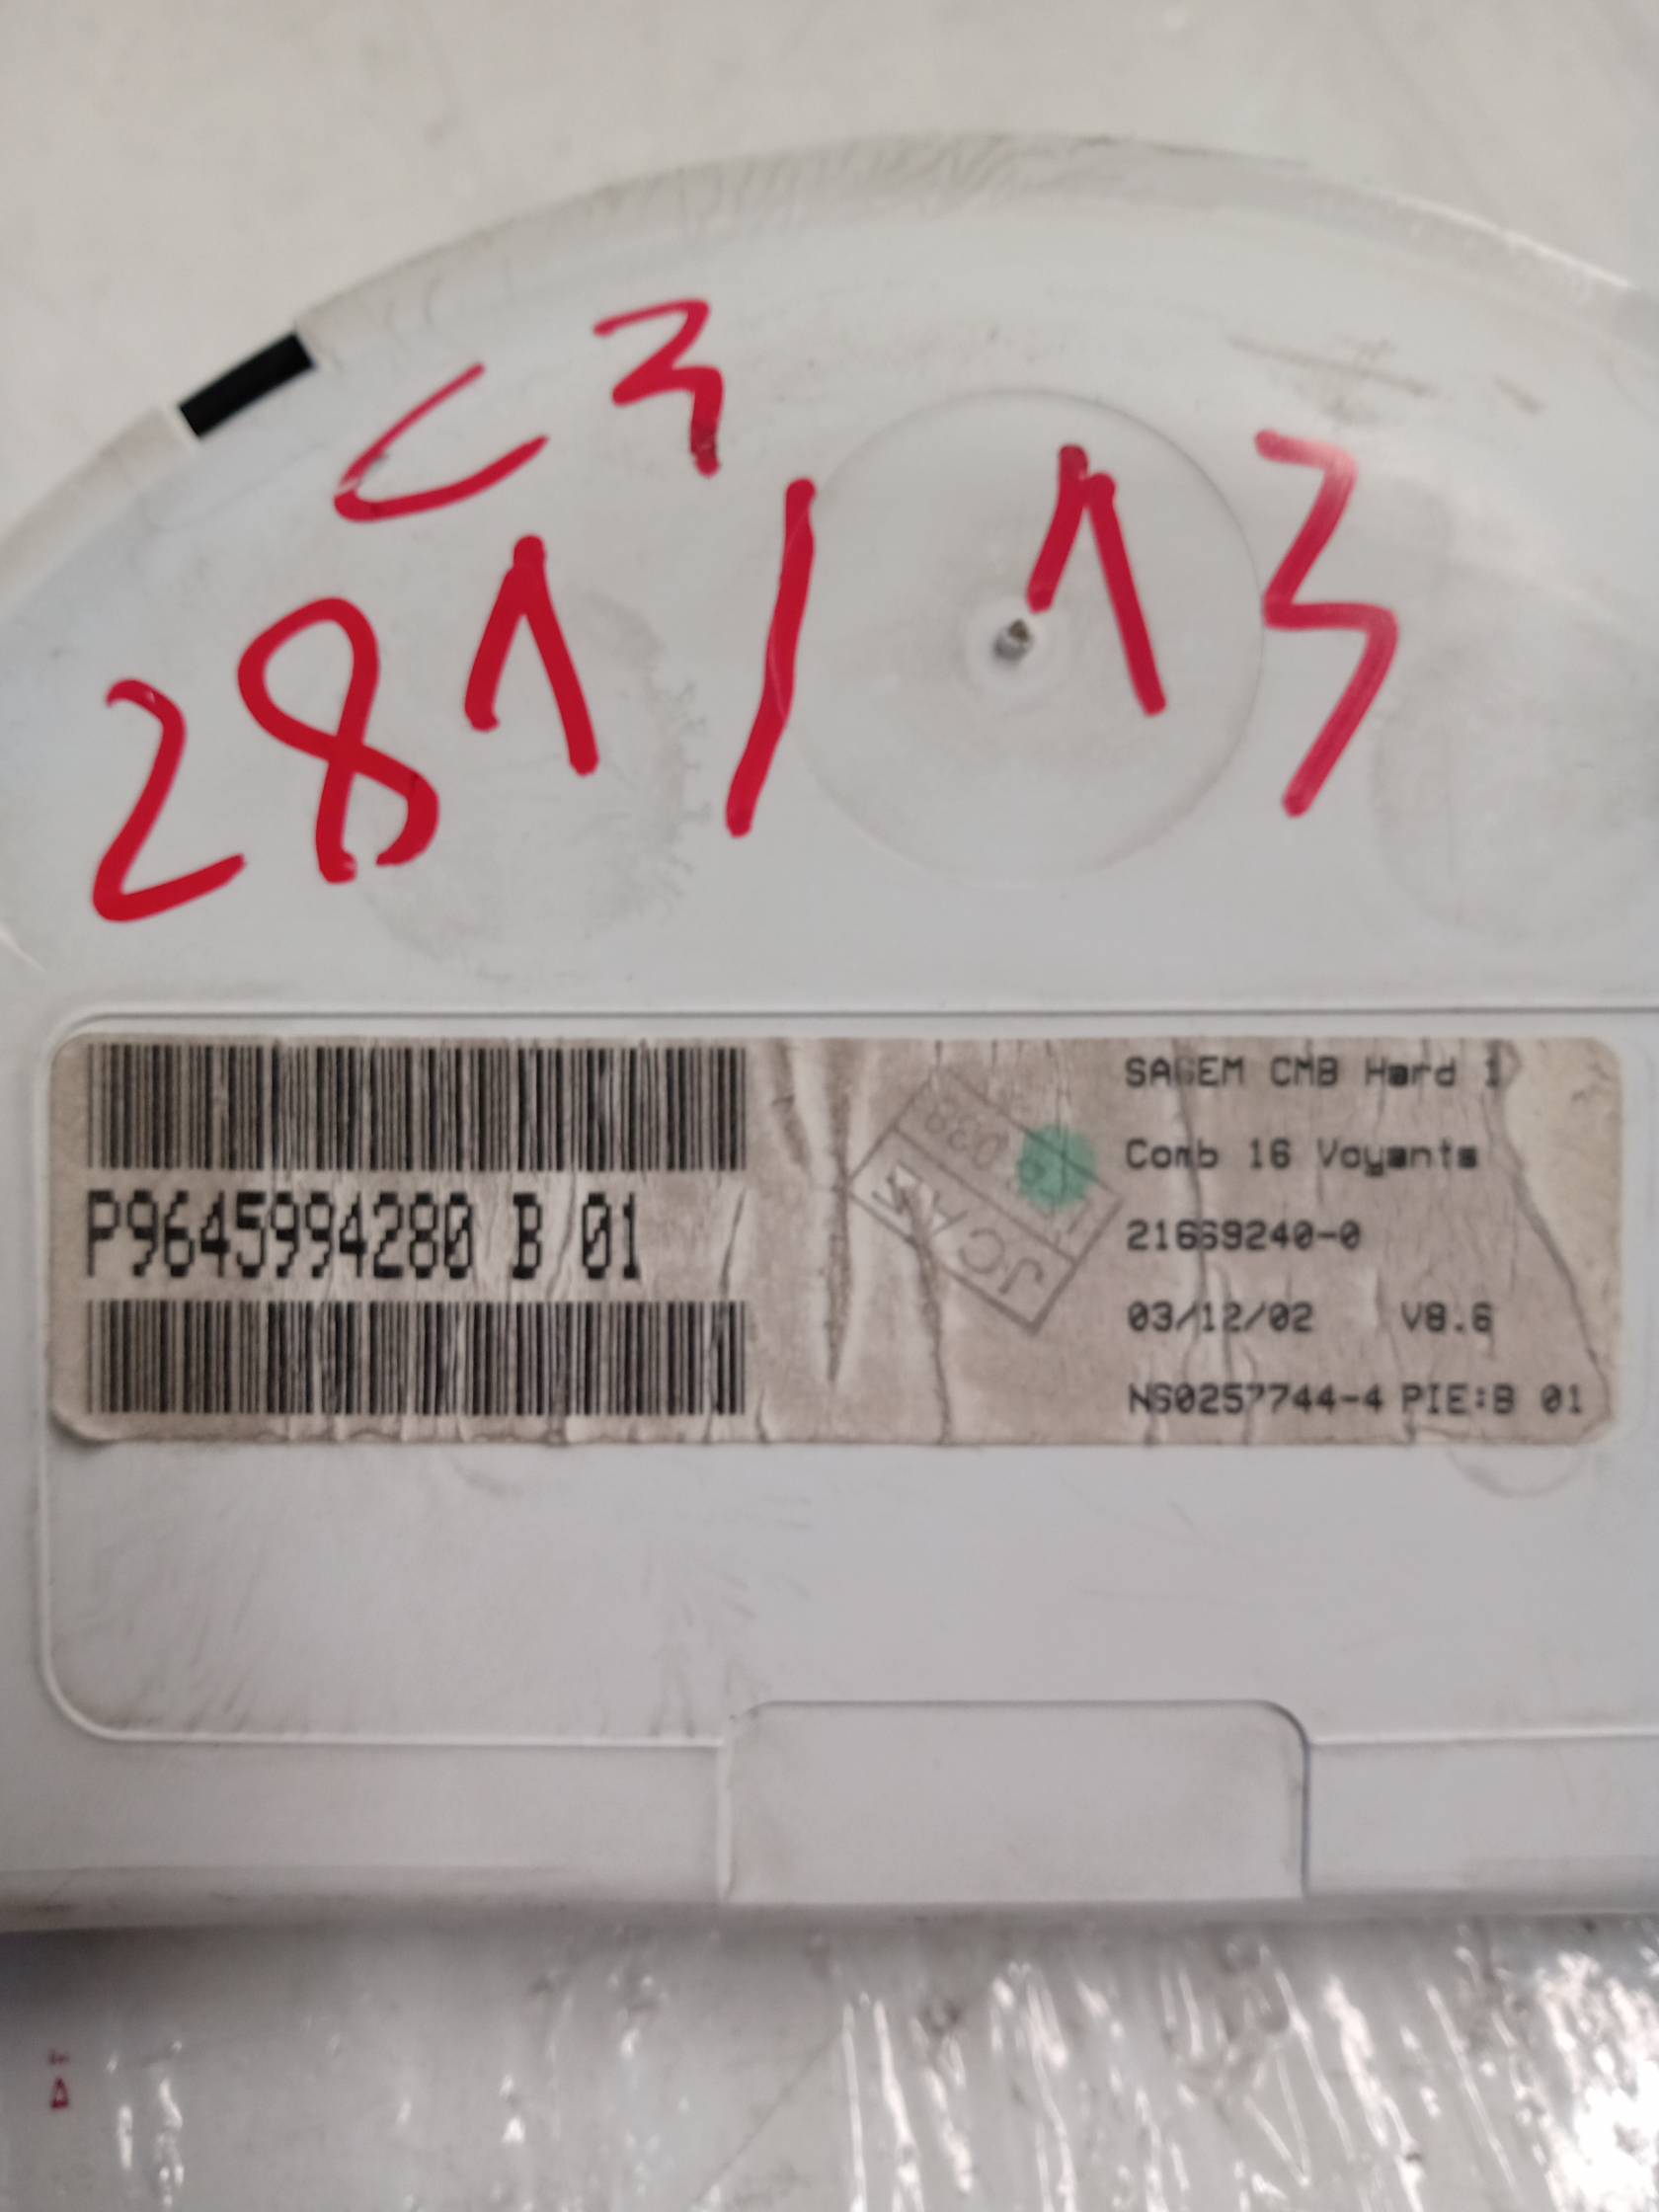 C3
281/13
P9645994280 B 01
SAGEM CMB Hard 1
Comb 16 Voyants
21669240-0
03/12/02 V8.6
NS0257744-4 PIE:B 01
JCAK